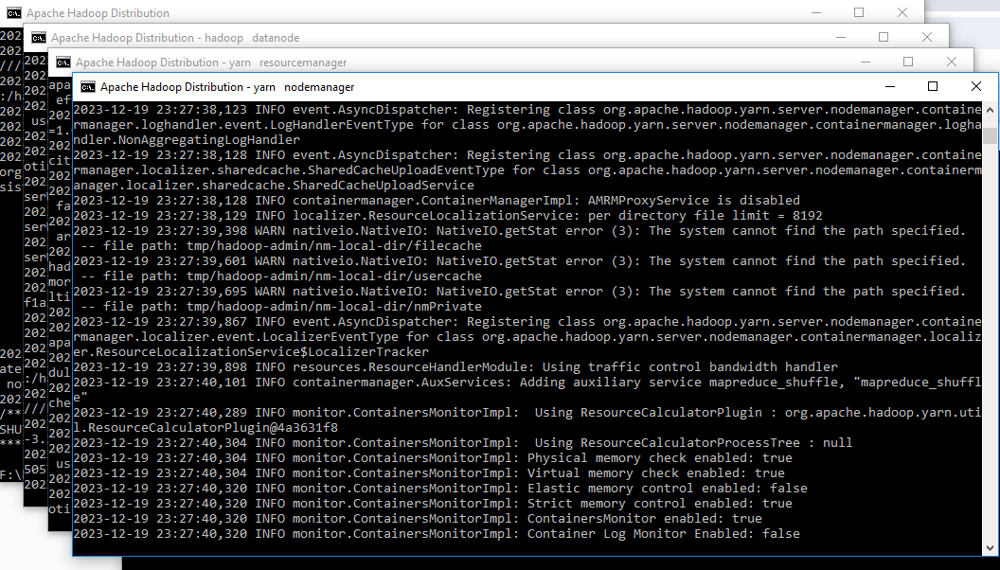 Apache Hadoop Distribution
Apache Hadoop Distribution - hadoop   datanode
Apache Hadoop Distribution - yarn   resourcemanager
Apache Hadoop Distribution - yarn   nodemanager
2023-12-19 23:27:38,123 INFO event.AsyncDispatcher: Registering class org.apache.hadoop.yarn.server.nodemanager.containe
rmanager.loghandler.event.LogHandlerEventType for class org.apache.hadoop.yarn.server.nodemanager.containermanager.logha
ndler.NonAggregatingLogHandler
2023-12-19 23:27:38,128 INFO event.AsyncDispatcher: Registering class org.apache.hadoop.yarn.server.nodemanager.containe
rmanager.localizer.sharedcache.SharedCacheUploadEventType for class org.apache.hadoop.yarn.server.nodemanager.containerm
anager.localizer.sharedcache.SharedCacheUploadService
2023-12-19 23:27:38,128 INFO containermanager.ContainerManagerImpl: AMRMProxyService is disabled
2023-12-19 23:27:38,129 INFO localizer.ResourceLocalizationService: per directory file limit = 8192
2023-12-19 23:27:39,398 WARN nativeio.NativeIO: NativeIO.getStat error (3): The system cannot find the path specified.
 -- file path: tmp/hadoop-admin/nm-local-dir/filecache
2023-12-19 23:27:39,601 WARN nativeio.NativeIO: NativeIO.getStat error (3): The system cannot find the path specified.
 -- file path: tmp/hadoop-admin/nm-local-dir/usercache
2023-12-19 23:27:39,695 WARN nativeio.NativeIO: NativeIO.getStat error (3): The system cannot find the path specified.
 -- file path: tmp/hadoop-admin/nm-local-dir/nmPrivate
2023-12-19 23:27:39,867 INFO event.AsyncDispatcher: Registering class org.apache.hadoop.yarn.server.nodemanager.containe
rmanager.localizer.event.LocalizerEventType for class org.apache.hadoop.yarn.server.nodemanager.containermanager.localiz
er.ResourceLocalizationService$LocalizerTracker
2023-12-19 23:27:39,898 INFO resources.ResourceHandlerModule: Using traffic control bandwidth handler
2023-12-19 23:27:40,101 INFO containermanager.AuxServices: Adding auxiliary service mapreduce_shuffle, "mapreduce_shuffl
e"
2023-12-19 23:27:40,289 INFO monitor.ContainersMonitorImpl:  Using ResourceCalculatorPlugin : org.apache.hadoop.yarn.uti
l.ResourceCalculatorPlugin@4a3631f8
2023-12-19 23:27:40,304 INFO monitor.ContainersMonitorImpl:  Using ResourceCalculatorProcessTree : null
2023-12-19 23:27:40,304 INFO monitor.ContainersMonitorImpl: Physical memory check enabled: true
2023-12-19 23:27:40,304 INFO monitor.ContainersMonitorImpl: Virtual memory check enabled: true
2023-12-19 23:27:40,320 INFO monitor.ContainersMonitorImpl: Elastic memory control enabled: false
2023-12-19 23:27:40,320 INFO monitor.ContainersMonitorImpl: Strict memory control enabled: true
2023-12-19 23:27:40,320 INFO monitor.ContainersMonitorImpl: ContainersMonitor enabled: true
2023-12-19 23:27:40,320 INFO monitor.ContainersMonitorImpl: Container Log Monitor Enabled: false